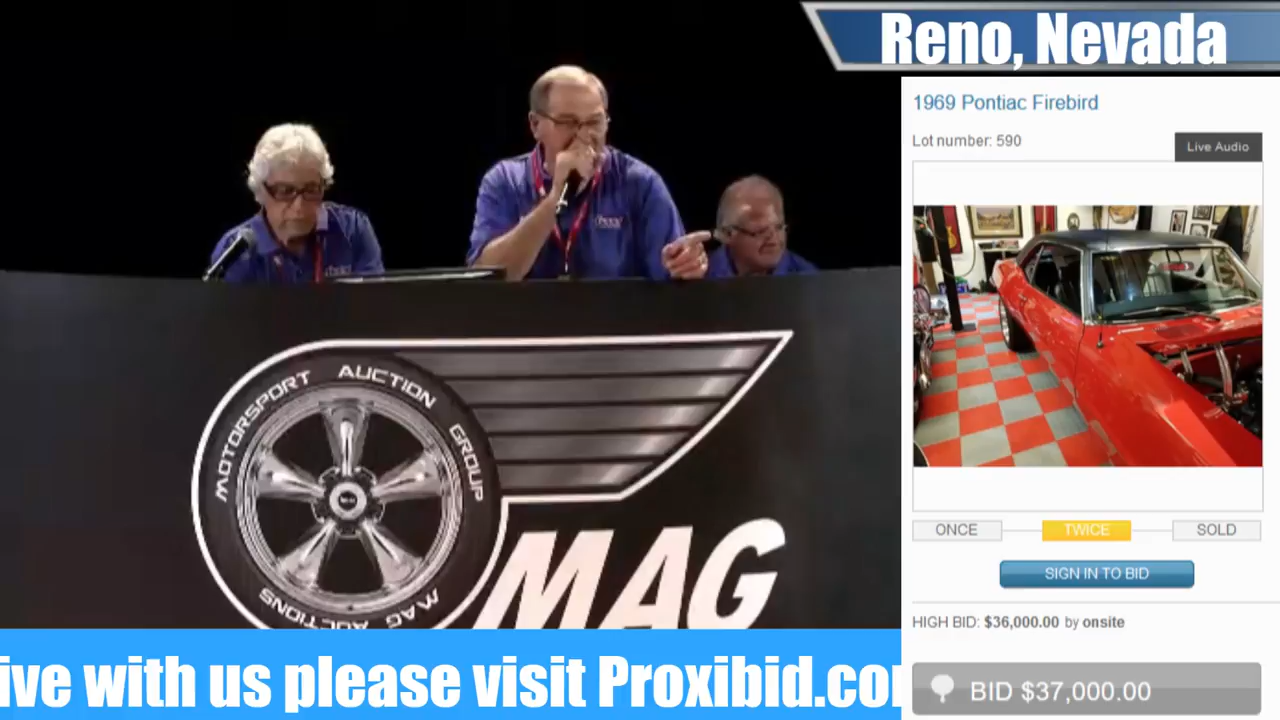 Reno, Nevada
1969 Pontiac Firebird
Lot number: 590
Live Audio
ONCE
TWICE
SOLD
SIGN IN TO BID
HIGH BID: $36,000.00 by onsite
BID $37,000.00
MOTORSPORT AUCTION GROUP
MAG AUCTIONS
MAG
ive with us please visit Proxibid.co